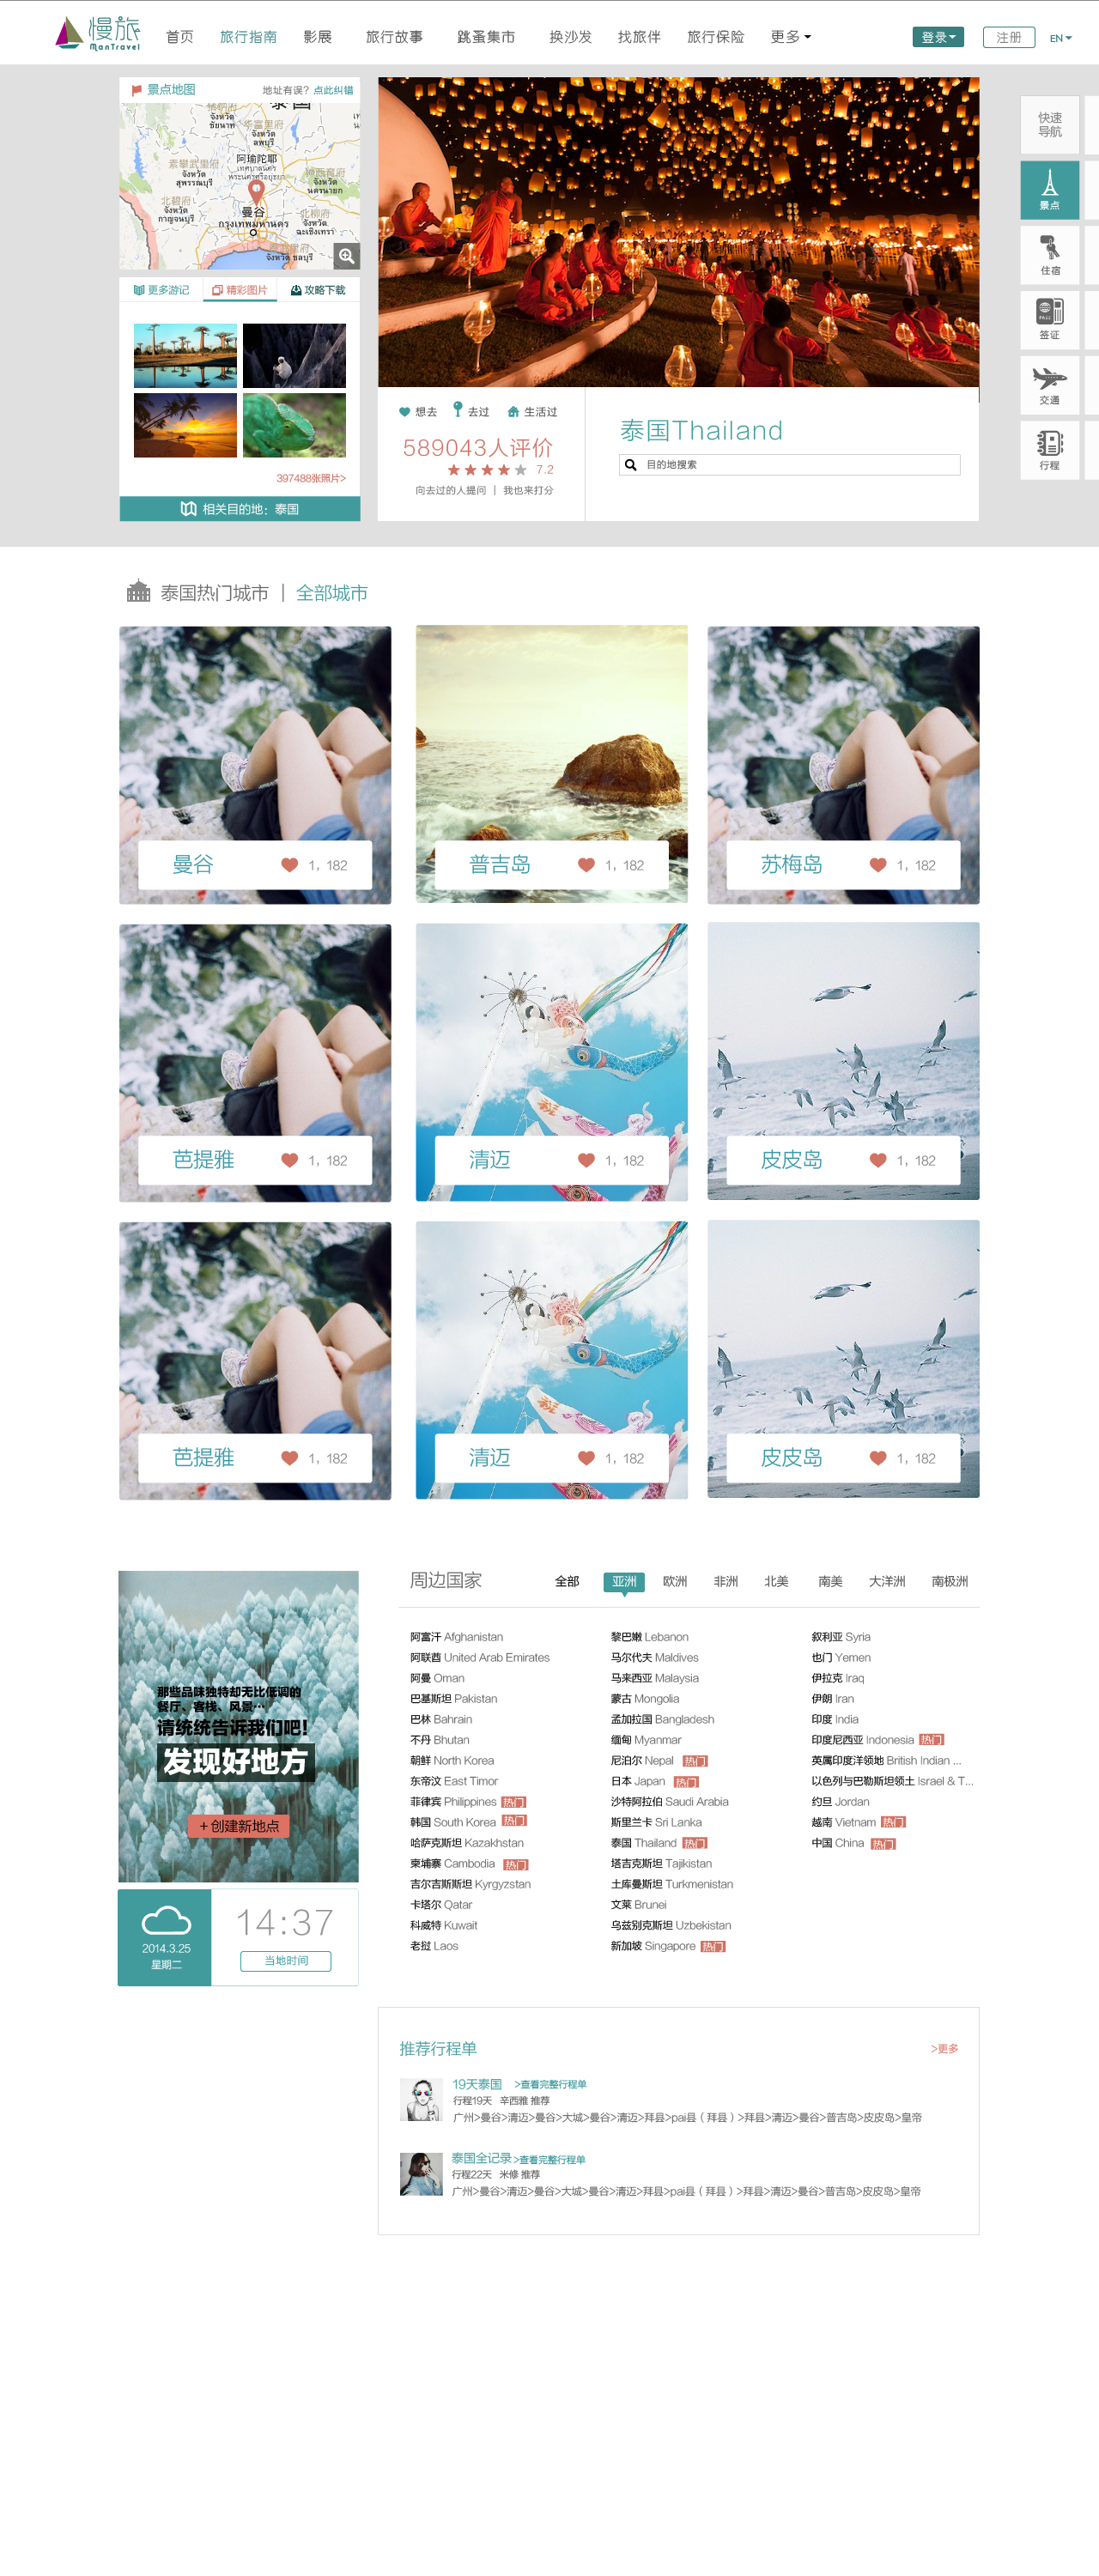 慢旅
ManTravel
首页 旅行指南 影展 旅行故事 跳蚤集市 换沙发 找旅伴 旅行保险 更多
登录 注册 EN
景点地图 地址有误? 点此纠错
阿瑜陀耶
曼谷
กรุงเทพมหานคร
更多游记 精彩图片 攻略下载
397488张照片>
相关目的地：泰国
想去 去过 生活过
589043人评价
7.2
向去过的人提问 | 我也来打分
泰国Thailand
目的地搜索
快速
导航
景点
住宿
签证
交通
行程
泰国热门城市 | 全部城市
曼谷 1，182
普吉岛 1，182
苏梅岛 1，182
芭提雅 1，182
清迈 1，182
皮皮岛 1，182
芭提雅 1，182
清迈 1，182
皮皮岛 1，182
那些品味独特却无比低调的
餐厅、客栈、风景…
请统统告诉我们吧!
发现好地方
+创建新地点
2014.3.25
星期二
14:37
当地时间
周边国家 全部 亚洲 欧洲 非洲 北美 南美 大洋洲 南极洲
阿富汗 Afghanistan
阿联酋 United Arab Emirates
阿曼 Oman
巴基斯坦 Pakistan
巴林 Bahrain
不丹 Bhutan
朝鲜 North Korea
东帝汶 East Timor
菲律宾 Philippines 热门
韩国 South Korea 热门
哈萨克斯坦 Kazakhstan
柬埔寨 Cambodia 热门
吉尔吉斯斯坦 Kyrgyzstan
卡塔尔 Qatar
科威特 Kuwait
老挝 Laos
黎巴嫩 Lebanon
马尔代夫 Maldives
马来西亚 Malaysia
蒙古 Mongolia
孟加拉国 Bangladesh
缅甸 Myanmar
尼泊尔 Nepal 热门
日本 Japan 热门
沙特阿拉伯 Saudi Arabia
斯里兰卡 Sri Lanka
泰国 Thailand 热门
塔吉克斯坦 Tajikistan
土库曼斯坦 Turkmenistan
文莱 Brunei
乌兹别克斯坦 Uzbekistan
新加坡 Singapore 热门
叙利亚 Syria
也门 Yemen
伊拉克 Iraq
伊朗 Iran
印度 India
印度尼西亚 Indonesia 热门
英属印度洋领地 British Indian ...
以色列与巴勒斯坦领土 Israel & T...
约旦 Jordan
越南 Vietnam 热门
中国 China 热门
推荐行程单 >更多
19天泰国 >查看完整行程单
行程19天 辛西雅 推荐
广州>曼谷>清迈>曼谷>大城>曼谷>清迈>拜县>pai县（拜县）>拜县>清迈>曼谷>普吉岛>皮皮岛>皇帝
泰国全记录 >查看完整行程单
行程22天 米修 推荐
广州>曼谷>清迈>曼谷>大城>曼谷>清迈>拜县>pai县（拜县）>拜县>清迈>曼谷>普吉岛>皮皮岛>皇帝